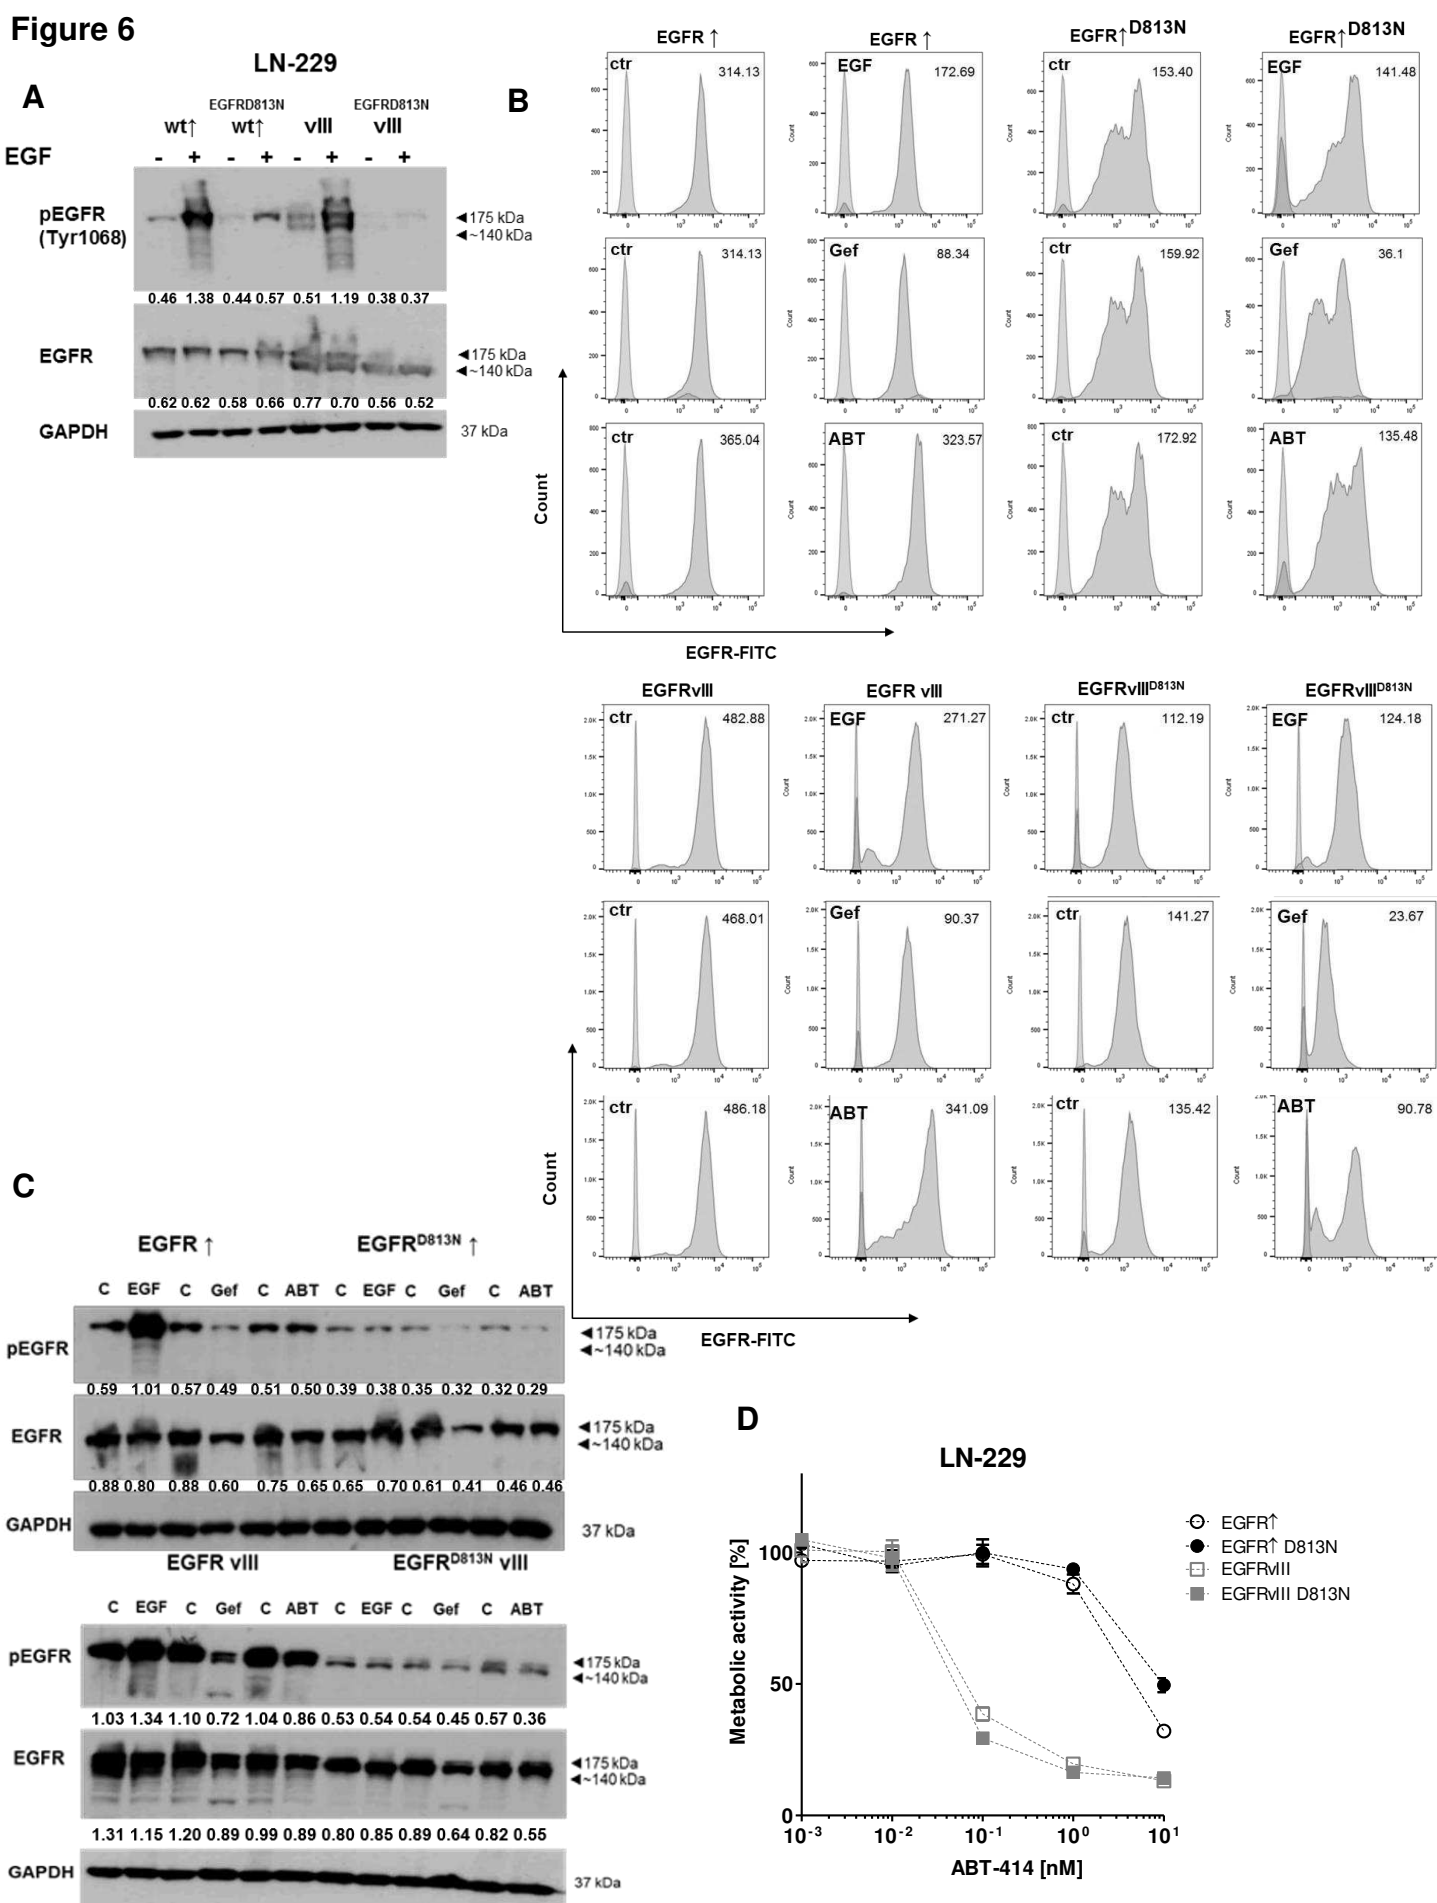 Figure 6
LN-229
A
EGFRD813N EGFRD813N
wt↑ wt↑ vIII vIII
EGF - + - + - + - +
pEGFR
(Tyr1068)
◄175 kDa
◄~140 kDa
0.46 1.38 0.44 0.57 0.51 1.19 0.38 0.37
EGFR
◄175 kDa
◄~140 kDa
0.62 0.62 0.58 0.66 0.77 0.70 0.56 0.52
GAPDH 37 kDa
B
EGFR ↑ EGFR ↑ EGFR↑D813N EGFR↑D813N
ctr 314.13 EGF 172.69 ctr 153.40 EGF 141.48
ctr 314.13 Gef 88.34 ctr 159.92 Gef 36.1
ctr 365.04 ABT 323.57 ctr 172.92 ABT 135.48
Count
EGFR-FITC
EGFRvIII EGFR vIII EGFRvIIID813N EGFRvIIID813N
ctr 482.88 EGF 271.27 ctr 112.19 EGF 124.18
ctr 468.01 Gef 90.37 ctr 141.27 Gef 23.67
ctr 486.18 ABT 341.09 ctr 135.42 ABT 90.78
Count
EGFR-FITC
C
EGFR ↑ EGFRD813N ↑
C EGF C Gef C ABT C EGF C Gef C ABT
pEGFR
◄175 kDa
◄~140 kDa
0.59 1.01 0.57 0.49 0.51 0.50 0.39 0.38 0.35 0.32 0.32 0.29
EGFR
◄175 kDa
◄~140 kDa
0.88 0.80 0.88 0.60 0.75 0.65 0.65 0.70 0.61 0.41 0.46 0.46
GAPDH 37 kDa
EGFR vIII EGFRD813N vIII
C EGF C Gef C ABT C EGF C Gef C ABT
pEGFR
◄175 kDa
◄~140 kDa
1.03 1.34 1.10 0.72 1.04 0.86 0.53 0.54 0.54 0.45 0.57 0.36
EGFR
◄175 kDa
◄~140 kDa
1.31 1.15 1.20 0.89 0.99 0.89 0.80 0.85 0.89 0.64 0.82 0.55
GAPDH 37 kDa
D
LN-229
Metabolic activity [%]
100
50
0
10-3 10-2 10-1 100 101
ABT-414 [nM]
EGFR↑
EGFR↑ D813N
EGFRvIII
EGFRvIII D813N